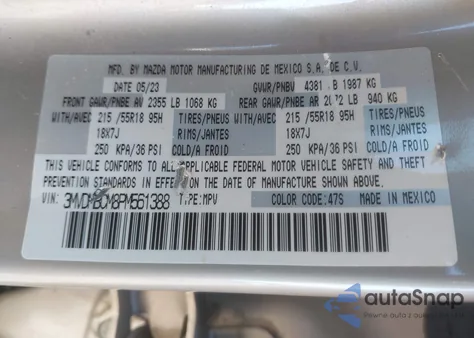 MFD. BY MAZDA MOTOR MANUFACTURING DE MEXICO S.A. DE C.V.
DATE 05/23 GVWR/PNBV 4381 LB 1987 KG
FRONT GAWR/PNBE AV 2355 LB 1068 KG REAR GAWR/PNBE AR LB 940 KG
WITH/AVEC 215 /55R18 95H TIRES/PNEUS WITH/AVEC 215 /55R18 95H TIRES/PNEUS
18X7J RIMS/JANTES 18X7J RIMS/JANTES
250 KPA/36 PSI COLD/A FROID 250 KPA/36 PSI COLD/A FROID
THIS VEHICLE CONFORMS TO ALL APPLICABLE FEDERAL MOTOR VEHICLE SAFETY AND THEFT
PREVENTION STANDARDS IN EFFECT ON THE DATE OF MANUFACTURE SHOWN ABOVE.
VIN: TYPE:MPV COLOR CODE:47S MADE IN MEXICO
autoSnap
pewne auta z